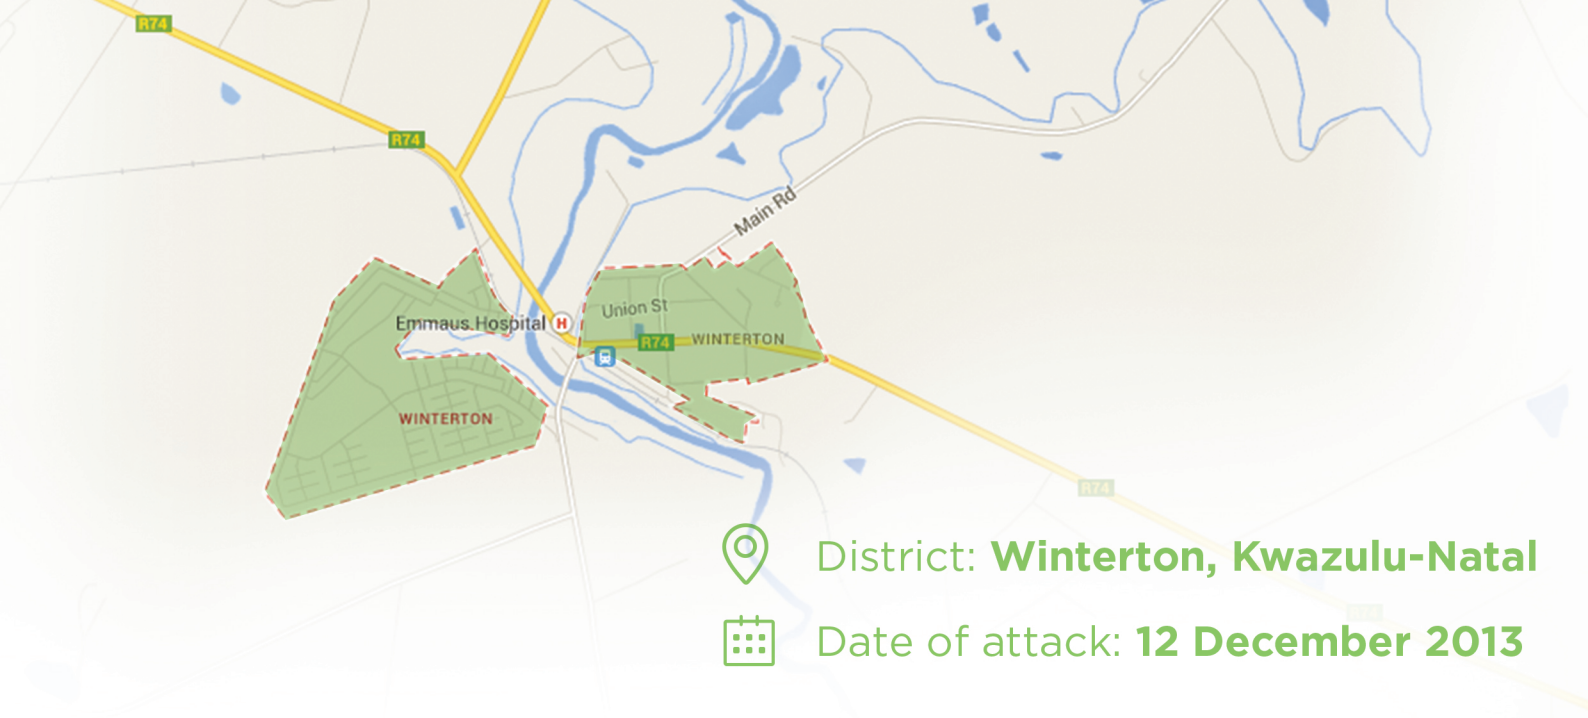 R74
R74
Main Rd
Union St
Emmaus Hospital H
R74 WINTERTON
WINTERTON
R74
District: Winterton, Kwazulu-Natal
R74
Date of attack: 12 December 2013